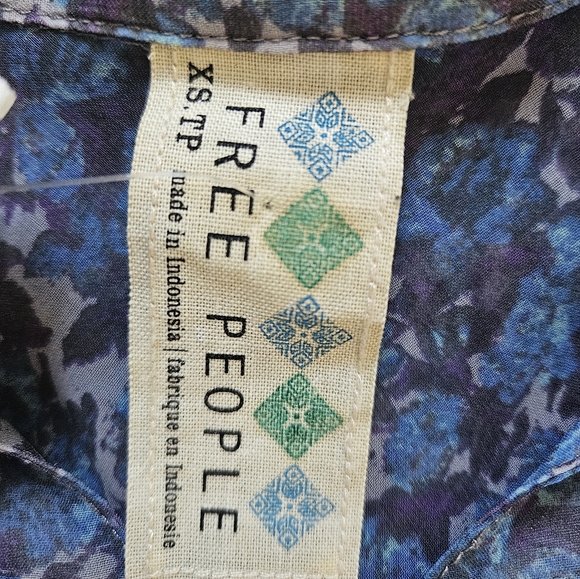 FREE PEOPLE
XS.TP
made in Indonesia | fabrique en Indonesie